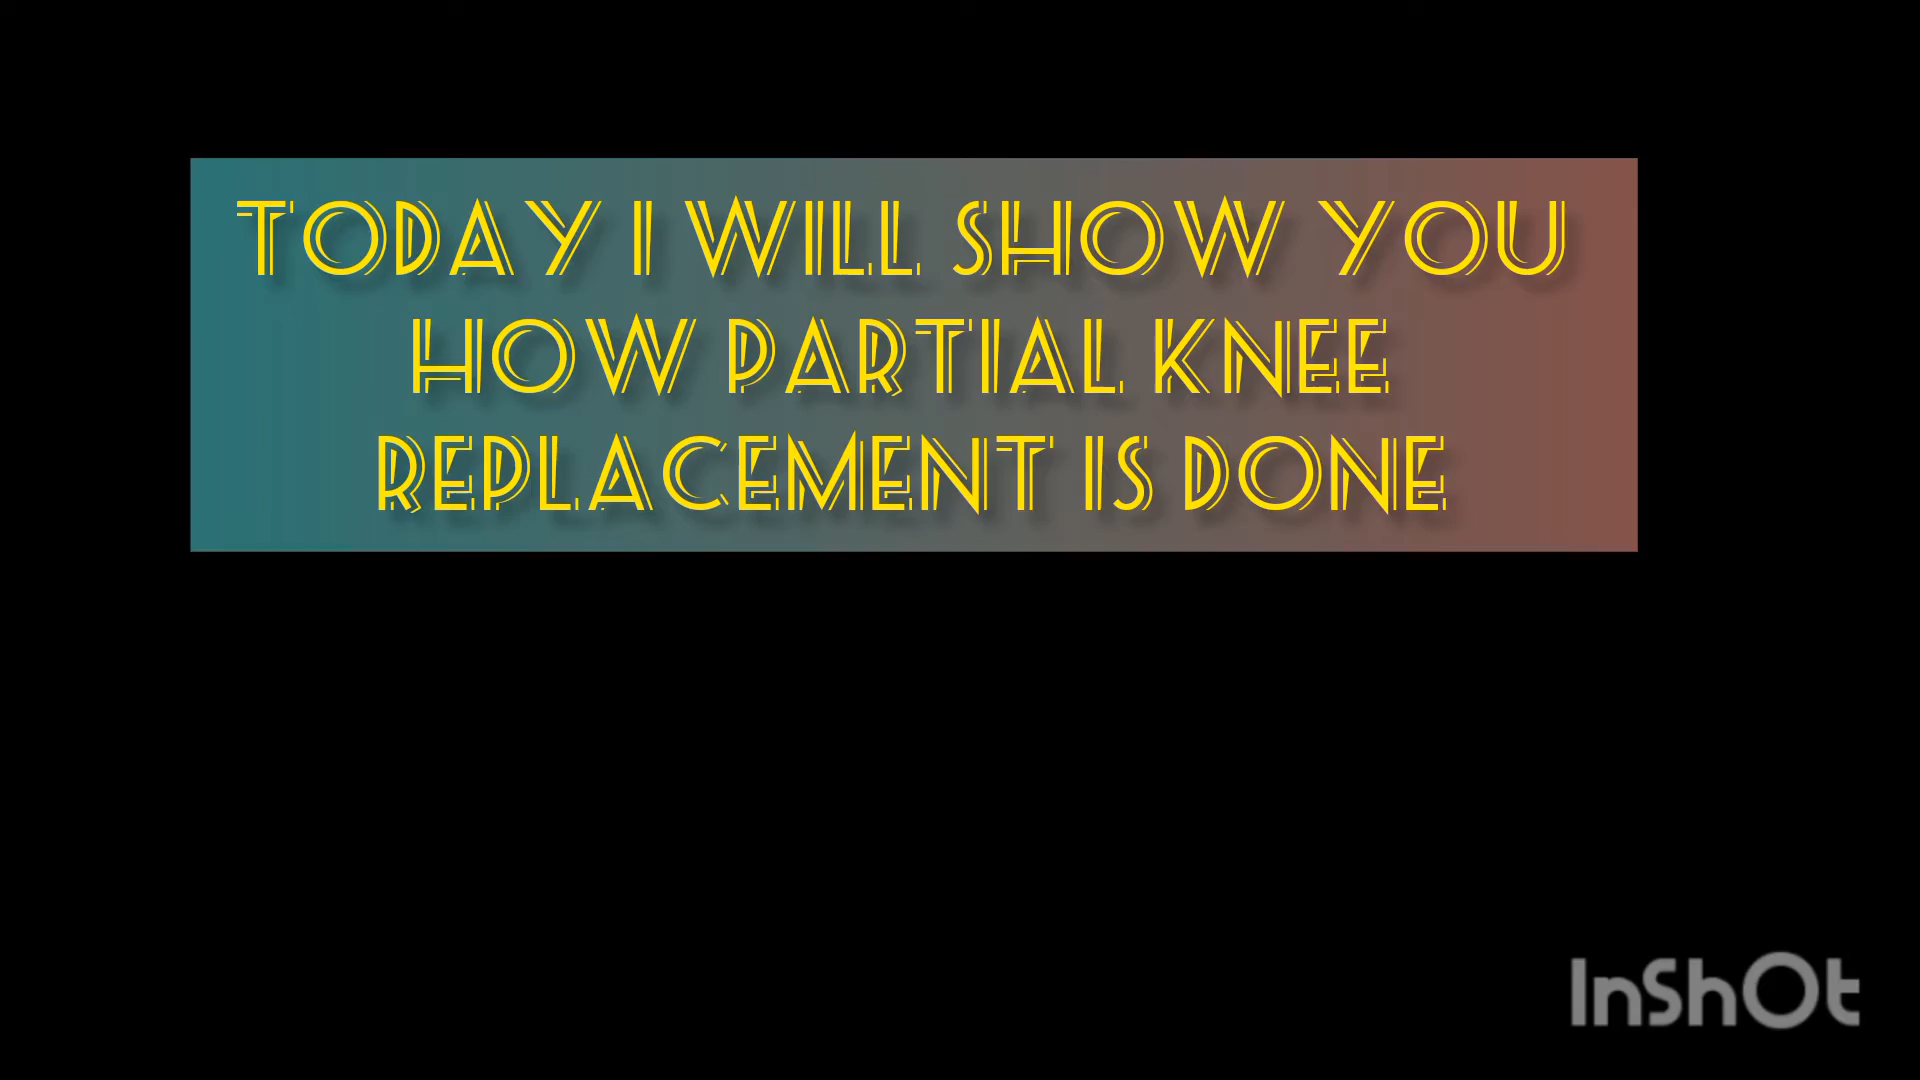 TODAY I WILL SHOW YOU
HOW PARTIAL KNEE
REPLACEMENT IS DONE
InShOt